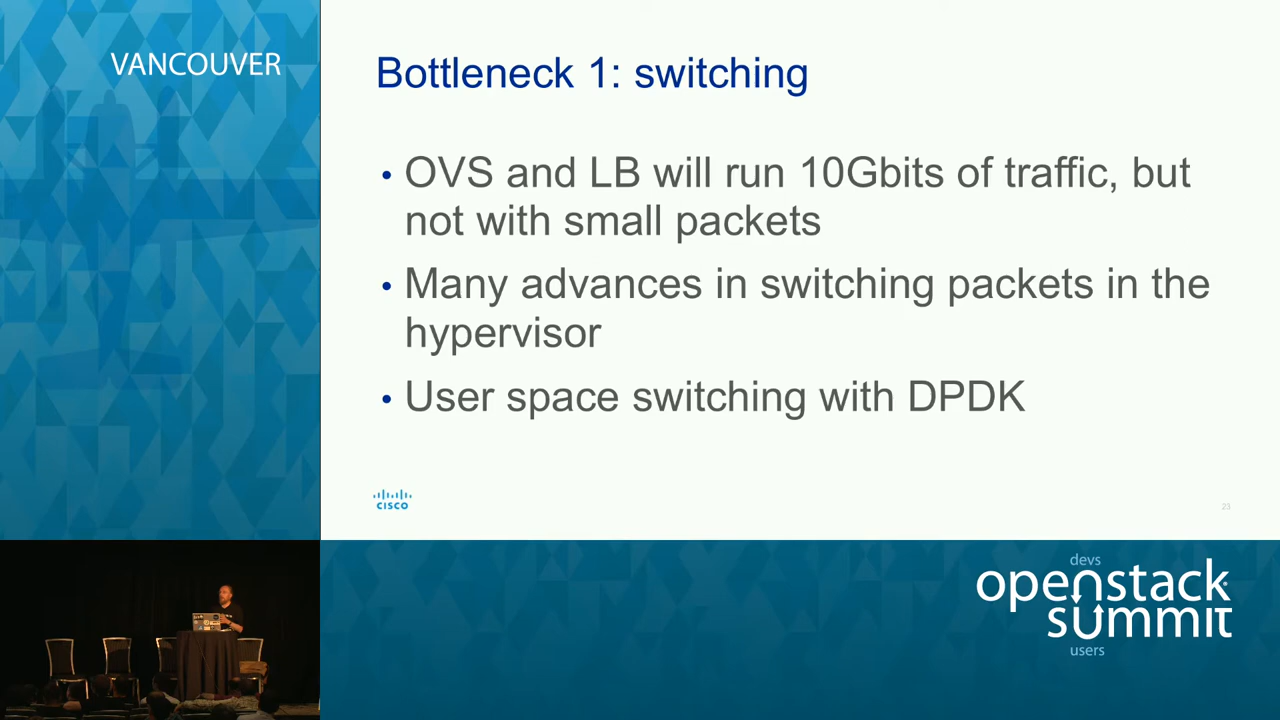 VANCOUVER
Bottleneck 1: switching
• OVS and LB will run 10Gbits of traffic, but
not with small packets
• Many advances in switching packets in the
hypervisor
• User space switching with DPDK
CISCO
23
devs
openstack
summit
users